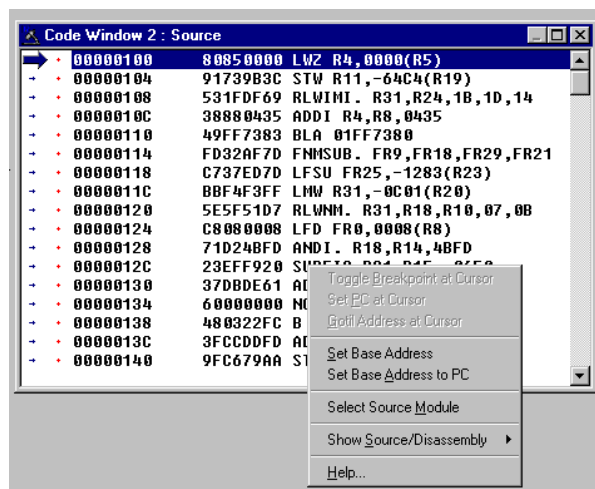 Code Window 2 : Source
00000100 80850000 LWZ R4,0000(R5)
00000104 91739B3C STW R11,-64C4(R19)
00000108 531FDF69 RLWIMI. R31,R24,1B,1D,14
0000010C 38880435 ADDI R4,R8,0435
00000110 49FF7383 BLA 01FF7380
00000114 FD32AF7D FNMSUB. FR9,FR18,FR29,FR21
00000118 C737ED7D LFSU FR25,-1283(R23)
0000011C BBF4F3FF LMW R31,-0C01(R20)
00000120 5E5F51D7 RLWNM. R31,R18,R10,07,0B
00000124 C8080008 LFD FR0,0008(R8)
00000128 71D24BFD ANDI. R18,R14,4BFD
0000012C 23EFF920
00000130 37DBDE61
00000134 60000000
00000138 480322FC B
0000013C 3FCCDDFD
00000140 9FC679AA
Toggle Breakpoint at Cursor
Set PC at Cursor
Gotil Address at Cursor
Set Base Address
Set Base Address to PC
Select Source Module
Show Source/Disassembly
Help...